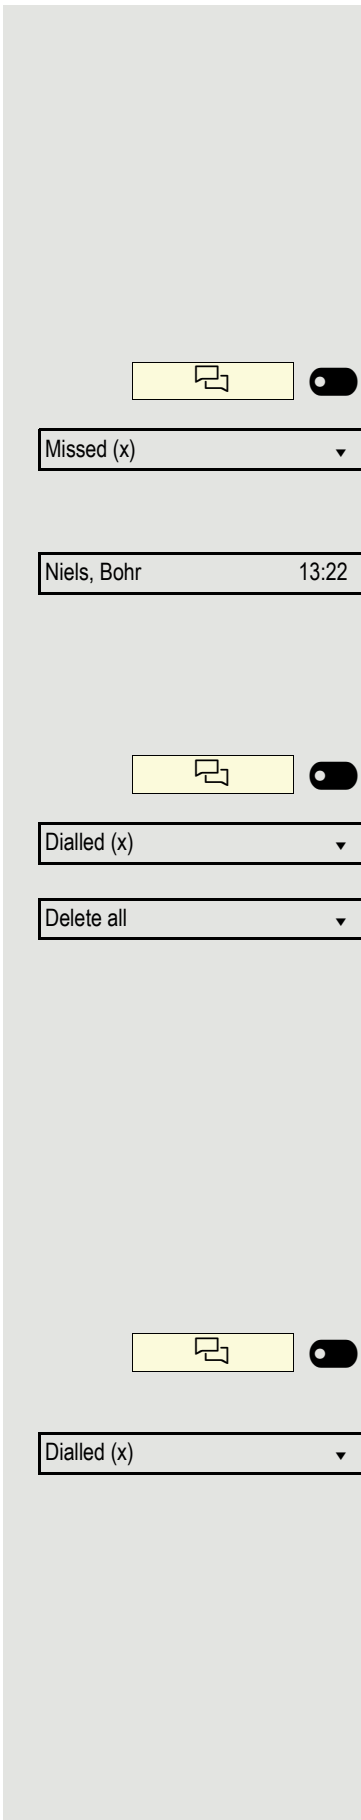 Missed (x)
Niels, Bohr 13:22
Dialled (x)
Delete all
Dialled (x)